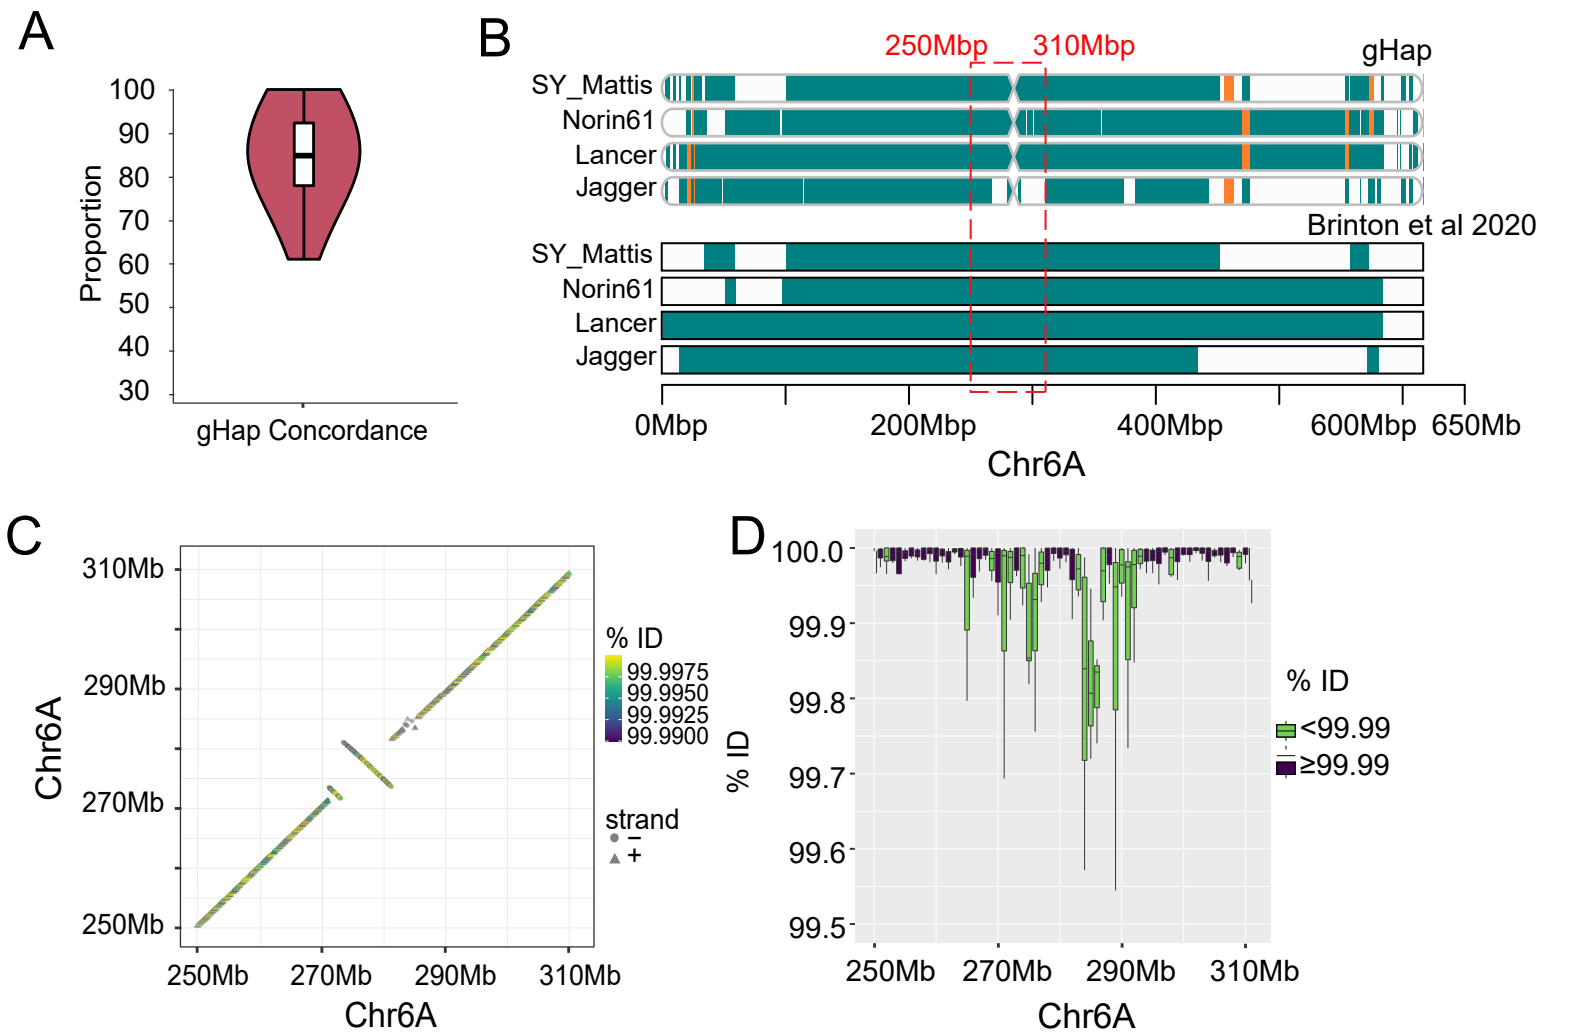 A
100
90
80
70
60
50
40
30
Proportion
gHap Concordance
B
250Mbp
310Mbp
gHap
SY_Mattis
Norin61
Lancer
Jagger
Brinton et al 2020
SY_Mattis
Norin61
Lancer
Jagger
0Mbp
200Mbp
400Mbp
600Mbp
650Mb
Chr6A
C
310Mb
290Mb
270Mb
250Mb
Chr6A
250Mb
270Mb
290Mb
310Mb
Chr6A
% ID
99.9975
99.9950
99.9925
99.9900
strand
−
+
D
100.0
99.9
99.8
99.7
99.6
99.5
% ID
250Mb
270Mb
290Mb
310Mb
Chr6A
% ID
<99.99
≥99.99